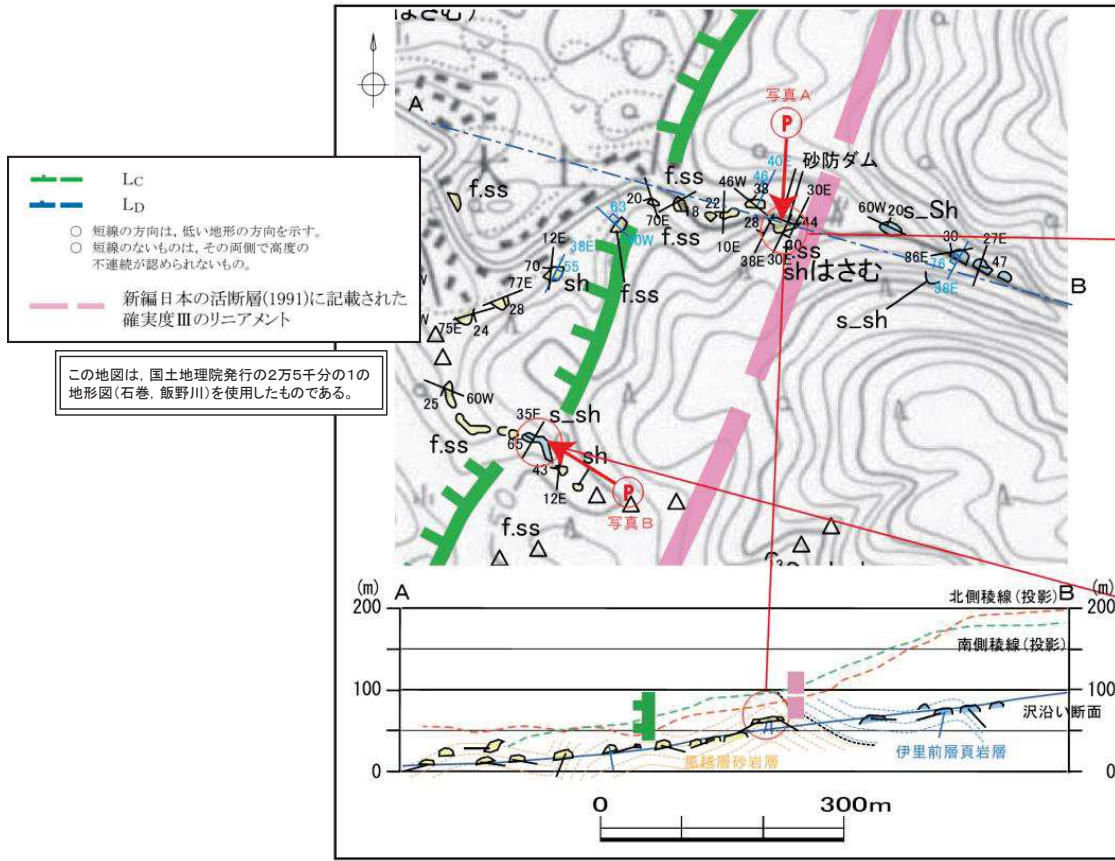 はさむ)
A
写真A
P
砂防ダム
40E
46
46W
38
30E
f.ss
f.ss
20
22
70E
8
f.ss
28
44
10E
38E
30E
f.ss
shはさむ
60W
20
s_Sh
30
27E
86E
76
47
38E
s_sh
B
63
12E
38E
70
55
sh
f.ss
77E
28
24
75E
25
60W
f.ss
35E
s_sh
65
43
sh
12E
P
写真B
f.ss
LC
LD
○ 短線の方向は,低い地形の方向を示す。
○ 短線のないものは,その両側で高度の
不連続が認められないもの。
新編日本の活断層(1991)に記載された
確実度Ⅲのリニアメント
この地図は,国土地理院発行の2万5千分の1の
地形図(石巻,飯野川)を使用したものである。
(m)
A
B
(m)
200
200
100
100
0
0
北側稜線(投影)
南側稜線(投影)
沢沿い断面
伊里前層頁岩層
風越層砂岩層
0
300m